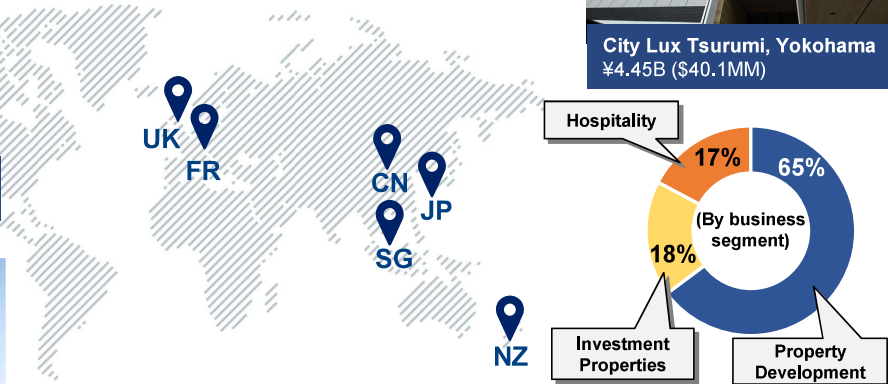 City Lux Tsurumi, Yokohama
¥4.45B ($40.1MM)
UK
FR
CN
JP
SG
NZ
Hospitality
17%
65%
(By business
segment)
18%
Investment
Properties
Property
Development